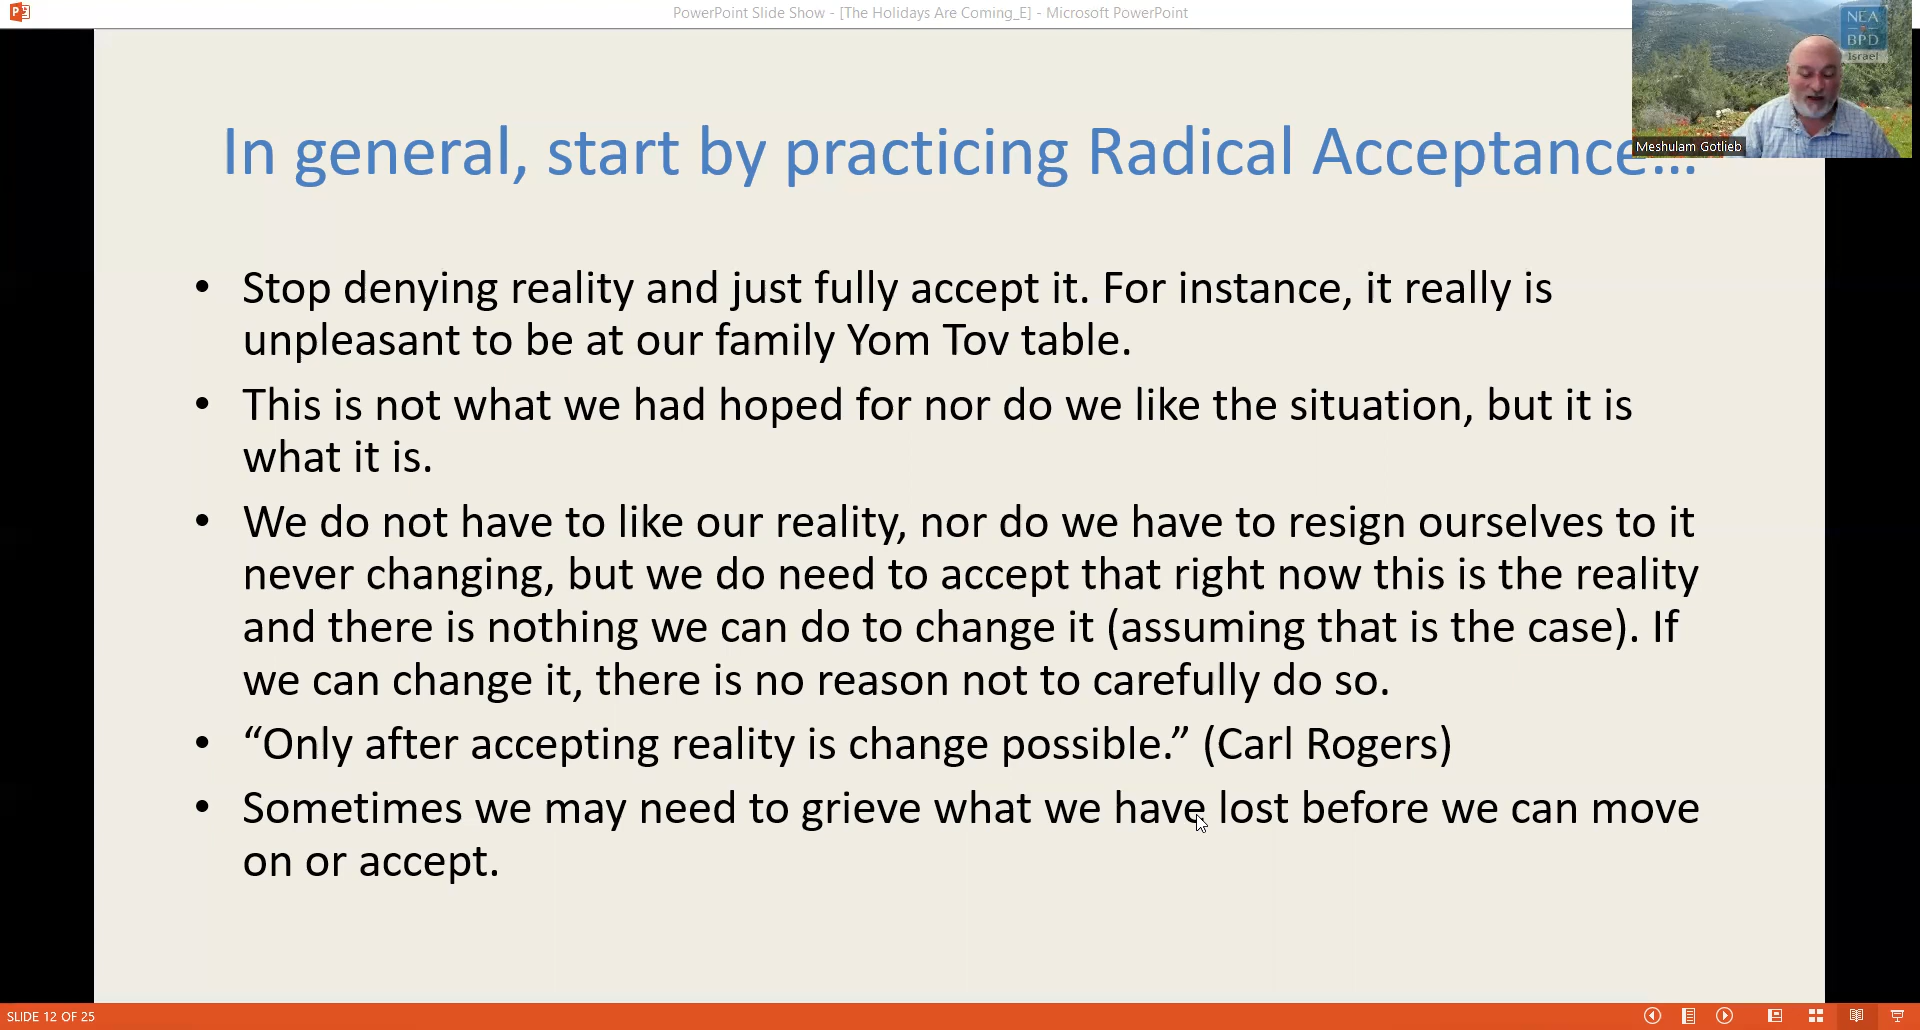 PowerPoint Slide Show - [The Holidays Are Coming_E] - Microsoft PowerPoint
NEA
BPD
Israel
Meshulam Gotlieb
In general, start by practicing Radical Acceptance...
• Stop denying reality and just fully accept it. For instance, it really is
unpleasant to be at our family Yom Tov table.
• This is not what we had hoped for nor do we like the situation, but it is
what it is.
• We do not have to like our reality, nor do we have to resign ourselves to it
never changing, but we do need to accept that right now this is the reality
and there is nothing we can do to change it (assuming that is the case). If
we can change it, there is no reason not to carefully do so.
• “Only after accepting reality is change possible.” (Carl Rogers)
• Sometimes we may need to grieve what we have lost before we can move
on or accept.
SLIDE 12 OF 25